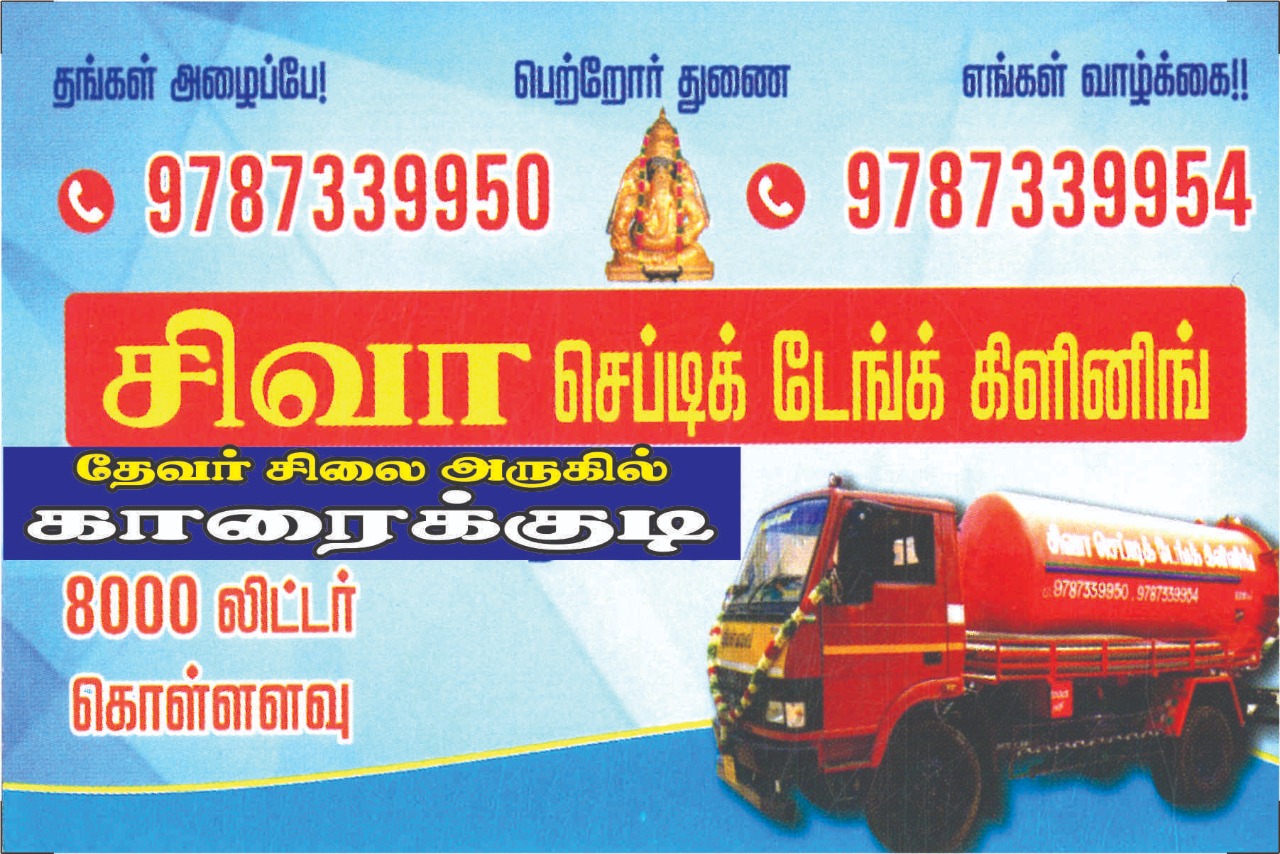 தங்கள் அழைப்பே! பெற்றோர் துணை எங்கள் வாழ்க்கை!!
9787339950 9787339954
சிவா செப்டிக் டேங்க் கிளினிங்
தேவர் சிலை அருகில்
காரைக்குடி
8000 லிட்டர்
கொள்ளளவு
சிவா செப்டிக் டேங்க் கிளினிங்
9787339950 , 9787339954